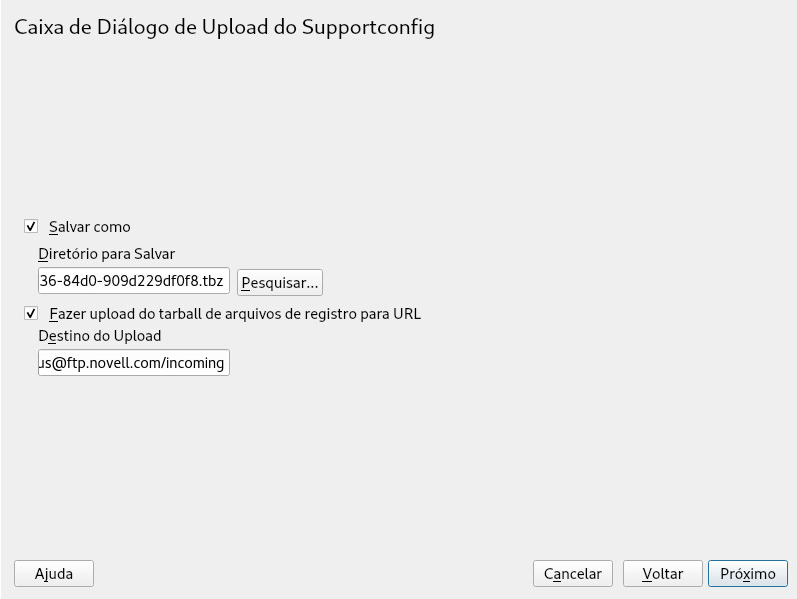 Caixa de Diálogo de Upload do Supportconfig
Salvar como
Diretório para Salvar
36-84d0-909d229df0f8.tbz
Pesquisar...
Fazer upload do tarball de arquivos de registro para URL
Destino do Upload
us@ftp.novell.com/incoming
Ajuda
Cancelar
Voltar
Próximo